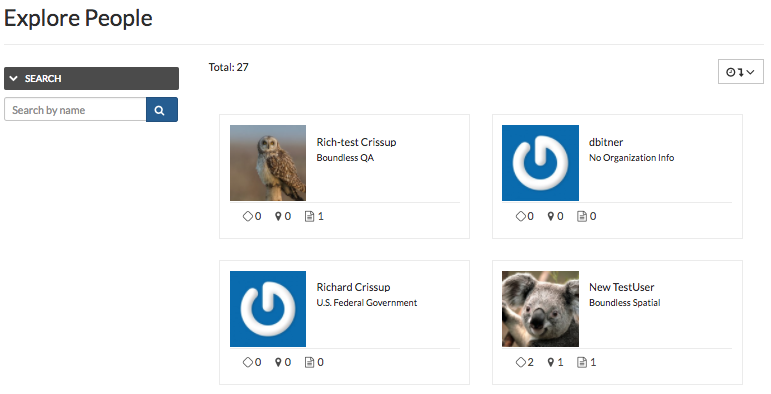 Explore People
SEARCH
Search by name
Total: 27
Rich-test Crissup
Boundless QA
0 0 1
dbitner
No Organization Info
0 0 0
Richard Crissup
U.S. Federal Government
0 0 0
New TestUser
Boundless Spatial
2 1 1